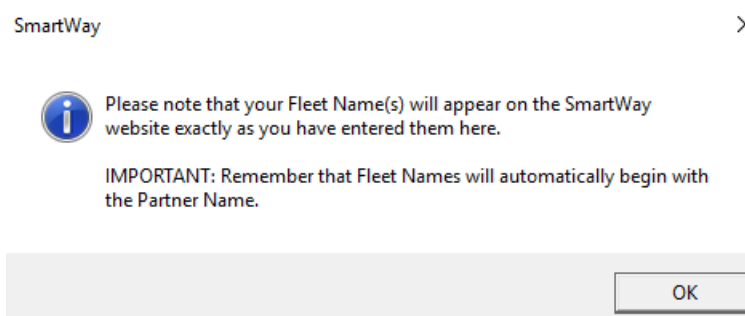 SmartWay
Please note that your Fleet Name(s) will appear on the SmartWay
website exactly as you have entered them here.
IMPORTANT: Remember that Fleet Names will automatically begin with
the Partner Name.
OK